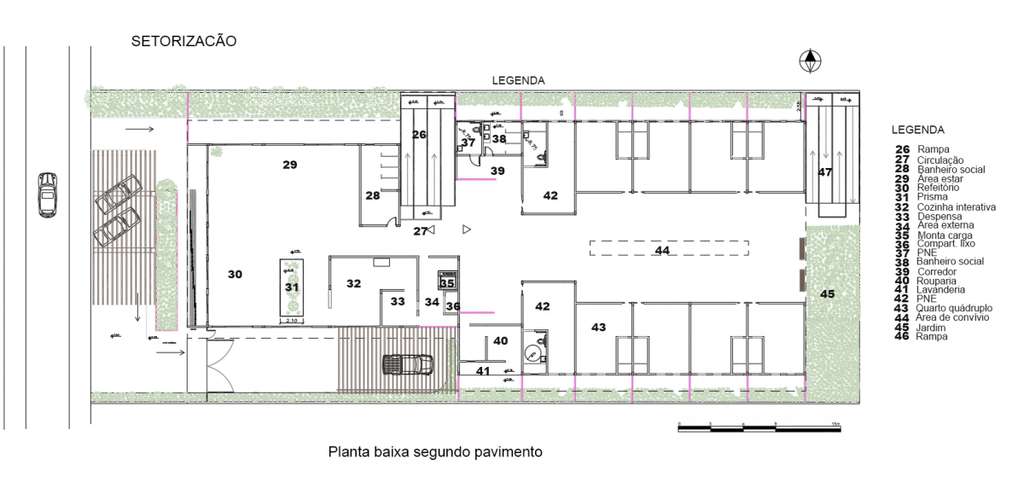 SETORIZACÃO
LEGENDA
26
37
38
47
29
39
28
42
27
44
30
31
32
35
45
33
34
36
42
43
40
41
2.10
Planta baixa segundo pavimento
LEGENDA
26 Rampa
27 Circulação
28 Banheiro social
29 Área estar
30 Refeitório
31 Prisma
32 Cozinha interativa
33 Despensa
34 Área externa
35 Monta carga
36 Compart. lixo
37 PNE
38 Banheiro social
39 Corredor
40 Rouparia
41 Lavanderia
42 PNE
43 Quarto quádruplo
44 Área de convívio
45 Jardim
46 Rampa